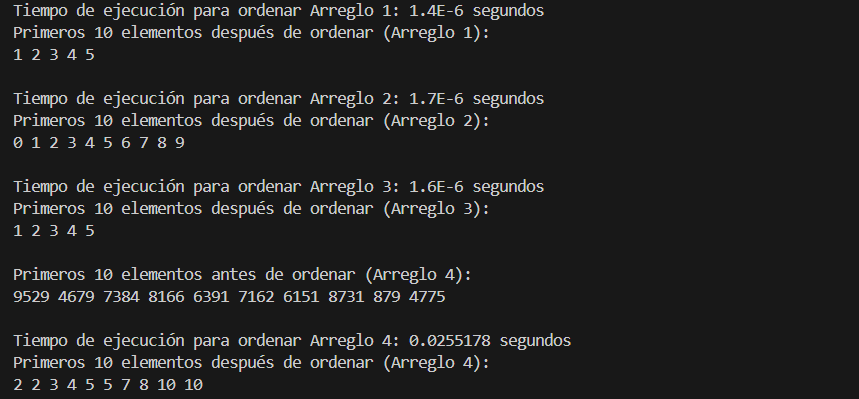 Tiempo de ejecución para ordenar Arreglo 1: 1.4E-6 segundos
Primeros 10 elementos después de ordenar (Arreglo 1):
1 2 3 4 5
Tiempo de ejecución para ordenar Arreglo 2: 1.7E-6 segundos
Primeros 10 elementos después de ordenar (Arreglo 2):
0 1 2 3 4 5 6 7 8 9
Tiempo de ejecución para ordenar Arreglo 3: 1.6E-6 segundos
Primeros 10 elementos después de ordenar (Arreglo 3):
1 2 3 4 5
Primeros 10 elementos antes de ordenar (Arreglo 4):
9529 4679 7384 8166 6391 7162 6151 8731 879 4775
Tiempo de ejecución para ordenar Arreglo 4: 0.0255178 segundos
Primeros 10 elementos después de ordenar (Arreglo 4):
2 2 3 4 5 5 7 8 10 10